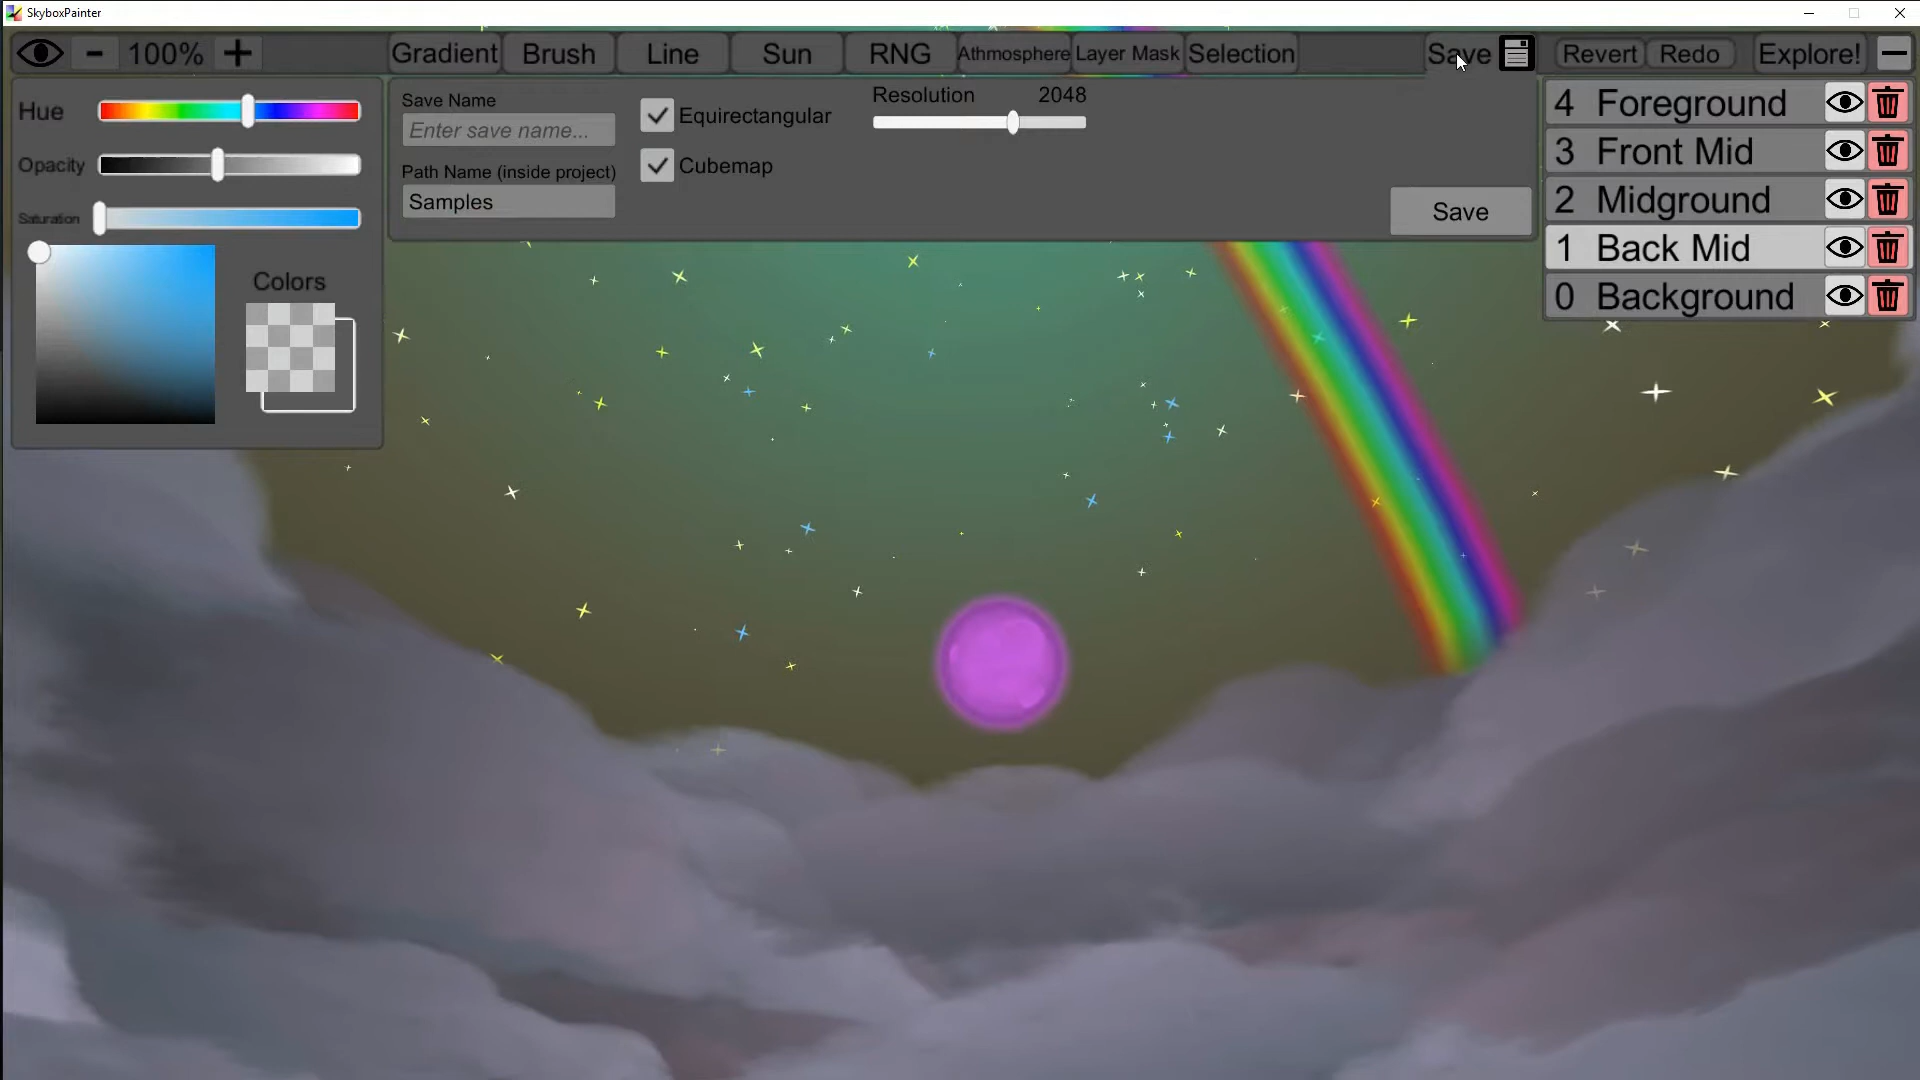 SkyboxPainter
100%
Gradient Brush Line Sun RNG Athmosphere Layer Mask Selection Save Revert Redo Explore!
Hue
Opacity
Saturation
Colors
Save Name
Enter save name...
Path Name (inside project)
Samples
Equirectangular
Cubemap
Resolution 2048
Save
4 Foreground
3 Front Mid
2 Midground
1 Back Mid
0 Background